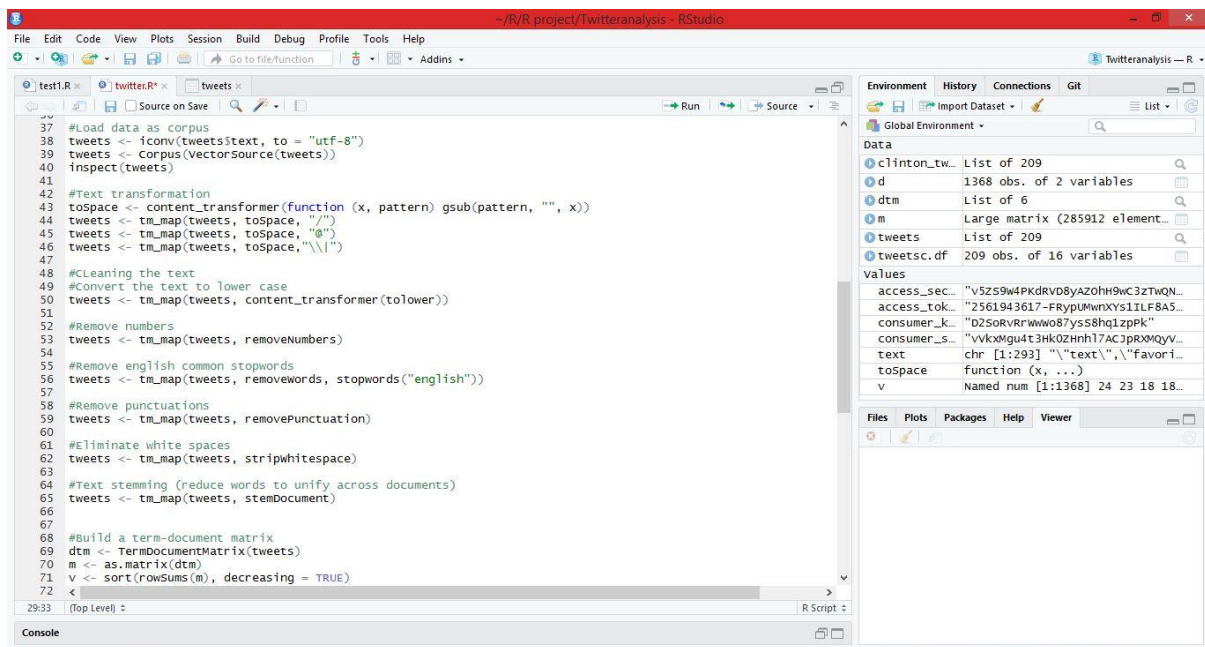 ~/R/R project/Twitteranalysis - RStudio
File Edit Code View Plots Session Build Debug Profile Tools Help
Go to file/function Addins Twitteranalysis — R
test1.R twitter.R* tweets
Source on Save Run Source
37 #Load data as corpus
38 tweets <- iconv(tweets$text, to = "utf-8")
39 tweets <- Corpus(VectorSource(tweets))
40 inspect(tweets)
41
42 #Text transformation
43 toSpace <- content_transformer(function (x, pattern) gsub(pattern, "", x))
44 tweets <- tm_map(tweets, toSpace, "/")
45 tweets <- tm_map(tweets, toSpace, "@")
46 tweets <- tm_map(tweets, toSpace,"\\|")
47
48 #CLeaning the text
49 #Convert the text to lower case
50 tweets <- tm_map(tweets, content_transformer(tolower))
51
52 #Remove numbers
53 tweets <- tm_map(tweets, removeNumbers)
54
55 #Remove english common stopwords
56 tweets <- tm_map(tweets, removeWords, stopwords("english"))
57
58 #Remove punctuations
59 tweets <- tm_map(tweets, removePunctuation)
60
61 #Eliminate white spaces
62 tweets <- tm_map(tweets, stripWhitespace)
63
64 #Text stemming (reduce words to unify across documents)
65 tweets <- tm_map(tweets, stemDocument)
66
67
68 #Build a term-document matrix
69 dtm <- TermDocumentMatrix(tweets)
70 m <- as.matrix(dtm)
71 v <- sort(rowSums(m), decreasing = TRUE)
72
29:33 (Top Level) R Script
Console
Environment History Connections Git
Import Dataset List
Global Environment
Data
clinton_tw… List of 209
d 1368 obs. of 2 variables
dtm List of 6
m Large matrix (285912 element…
tweets List of 209
tweetsc.df 209 obs. of 16 variables
Values
access_sec…
access_tok…
consumer_k…
consumer_s…
text chr [1:293] "\"text\",\"favori…
toSpace function (x, ...)
v Named num [1:1368] 24 23 18 18…
Files Plots Packages Help Viewer